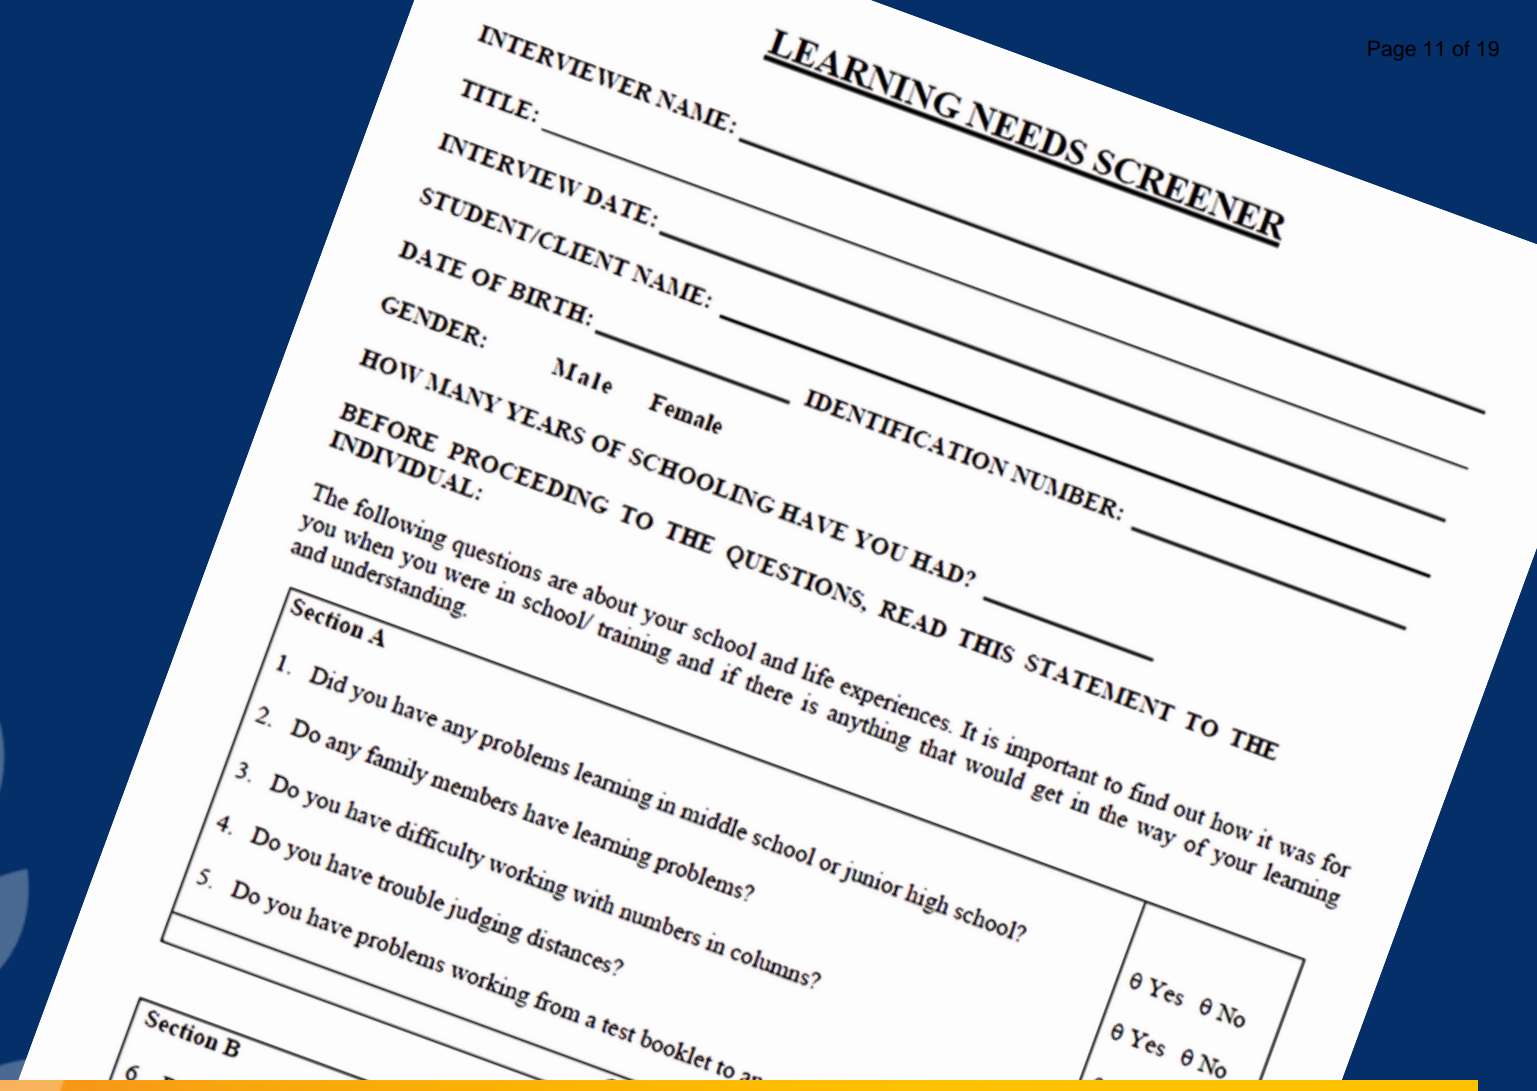 Page 11 of 19
LEARNING NEEDS SCREENER
INTERVIEWER NAME:
TITLE:
INTERVIEW DATE:
STUDENT/CLIENT NAME:
DATE OF BIRTH: IDENTIFICATION NUMBER:
GENDER: Male Female
HOW MANY YEARS OF SCHOOLING HAVE YOU HAD?
BEFORE PROCEEDING TO THE QUESTIONS, READ THIS STATEMENT TO THE
INDIVIDUAL:
The following questions are about your school and life experiences. It is important to find out how it was for
you when you were in school/ training and if there is anything that would get in the way of your learning
and understanding.
Section A
1. Did you have any problems learning in middle school or junior high school? θ Yes θ No
2. Do any family members have learning problems? θ Yes θ No
3. Do you have difficulty working with numbers in columns?
4. Do you have trouble judging distances?
5. Do you have problems working from a test booklet to
Section B
6.